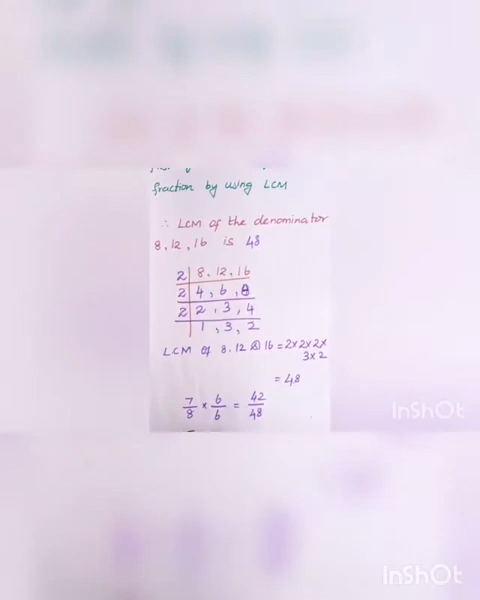 fraction by using LCM
∴ LCM of the denominator
8, 12, 16 is 48
2 | 8, 12, 16
2 | 4, 6, 8
2 | 2, 3, 4
1, 3, 2
LCM of 8, 12 & 16 = 2×2×2×
3×2
= 48
7/8 × 6/6 = 42/48
InShOt
InShOt